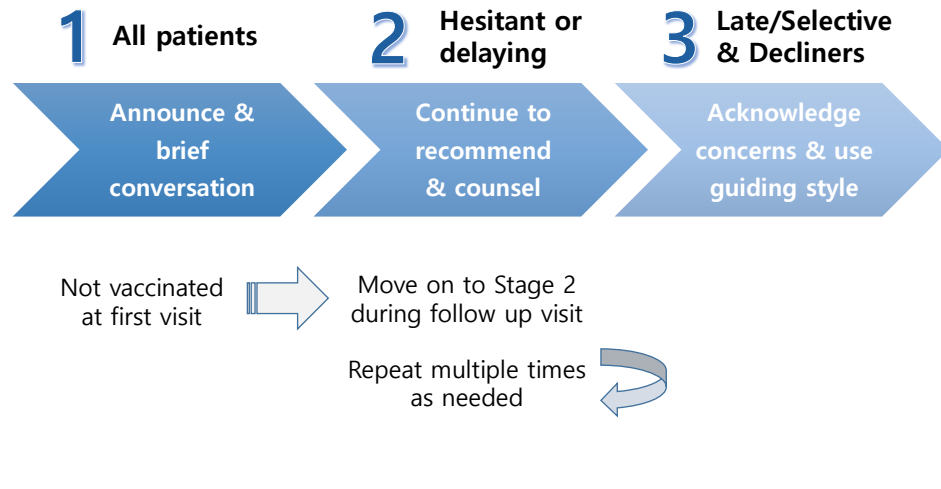 1 All patients
2 Hesitant or
delaying
3 Late/Selective
& Decliners
Announce &
brief
conversation
Continue to
recommend
& counsel
Acknowledge
concerns & use
guiding style
Not vaccinated
at first visit
Move on to Stage 2
during follow up visit
Repeat multiple times
as needed